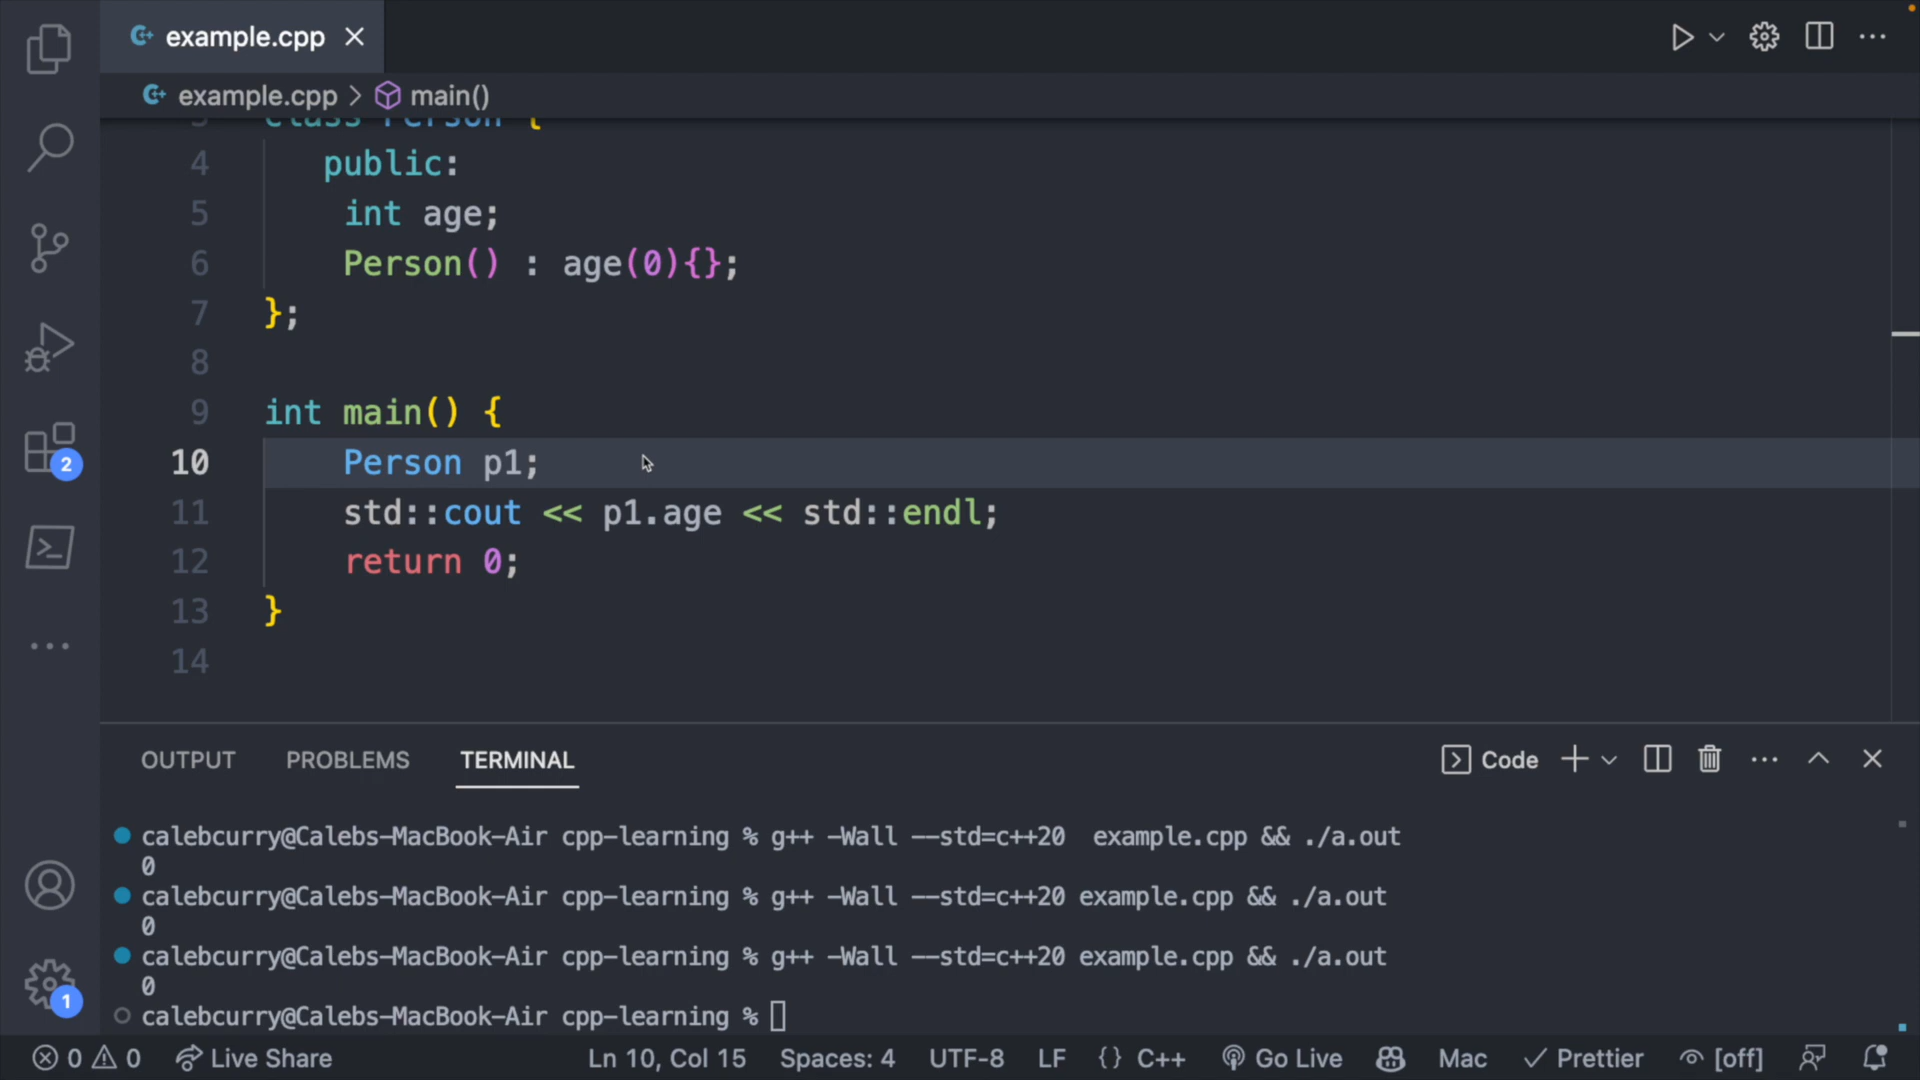 example.cpp
example.cpp > main()
3 class Person {
4 public:
5 int age;
6 Person() : age(0){};
7 };
8
9 int main() {
10 Person p1;
11 std::cout << p1.age << std::endl;
12 return 0;
13 }
14
OUTPUT PROBLEMS TERMINAL Code
calebcurry@Calebs-MacBook-Air cpp-learning % g++ -Wall --std=c++20  example.cpp && ./a.out
0
calebcurry@Calebs-MacBook-Air cpp-learning % g++ -Wall --std=c++20 example.cpp && ./a.out
0
calebcurry@Calebs-MacBook-Air cpp-learning % g++ -Wall --std=c++20 example.cpp && ./a.out
0
calebcurry@Calebs-MacBook-Air cpp-learning %
2
1
0 0 Live Share Ln 10, Col 15 Spaces: 4 UTF-8 LF {} C++ Go Live Mac Prettier [off]